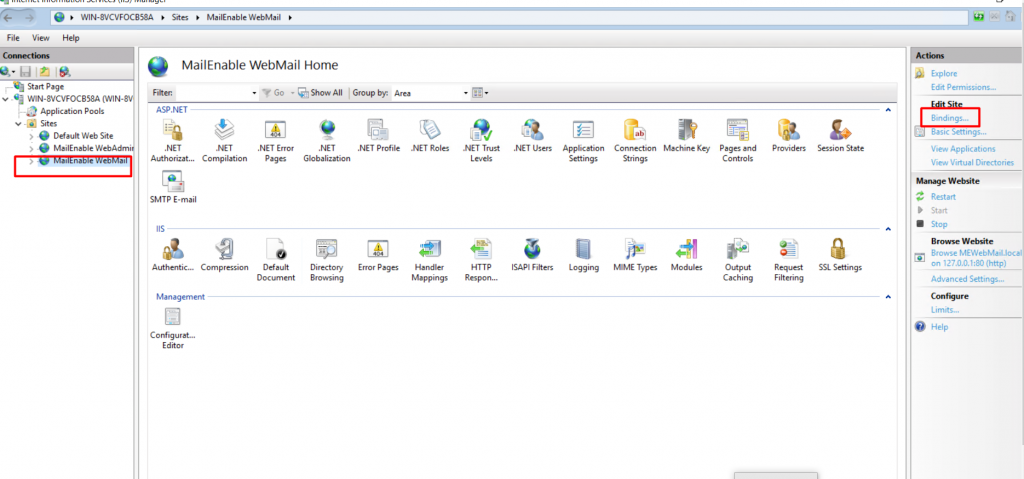 Internet Information Services (IIS) Manager
WIN-8VCVFOCB58A Sites MailEnable WebMail
File View Help
Connections
Start Page
WIN-8VCVFOCB58A (WIN-8V
Application Pools
Sites
Default Web Site
MailEnable WebAdmin
MailEnable WebMail
MailEnable WebMail Home
Filter: Go Show All Group by: Area
ASP.NET
.NET Authorizat...
.NET Compilation
.NET Error Pages
.NET Globalization
.NET Profile
.NET Roles
.NET Trust Levels
.NET Users
Application Settings
Connection Strings
Machine Key
Pages and Controls
Providers
Session State
SMTP E-mail
IIS
Authentic...
Compression
Default Document
Directory Browsing
Error Pages
Handler Mappings
HTTP Respon...
ISAPI Filters
Logging
MIME Types
Modules
Output Caching
Request Filtering
SSL Settings
Management
Configurat... Editor
Actions
Explore
Edit Permissions...
Edit Site
Bindings...
Basic Settings...
View Applications
View Virtual Directories
Manage Website
Restart
Start
Stop
Browse Website
Browse MEWebMail.local
on 127.0.0.1:80 (http)
Advanced Settings...
Configure
Limits...
Help